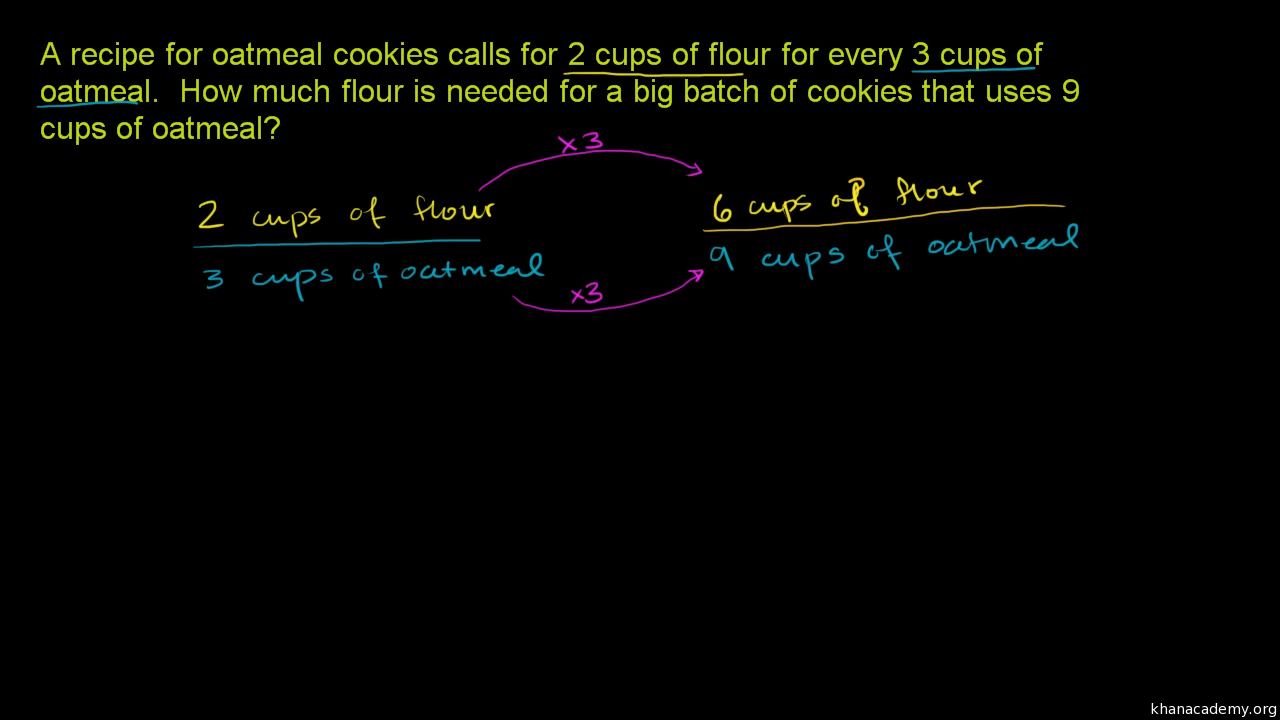 A recipe for oatmeal cookies calls for 2 cups of flour for every 3 cups of
oatmeal.  How much flour is needed for a big batch of cookies that uses 9
cups of oatmeal?
x3
2 cups of flour
3 cups of oatmeal
6 cups of flour
9 cups of oatmeal
x3
khanacademy.org